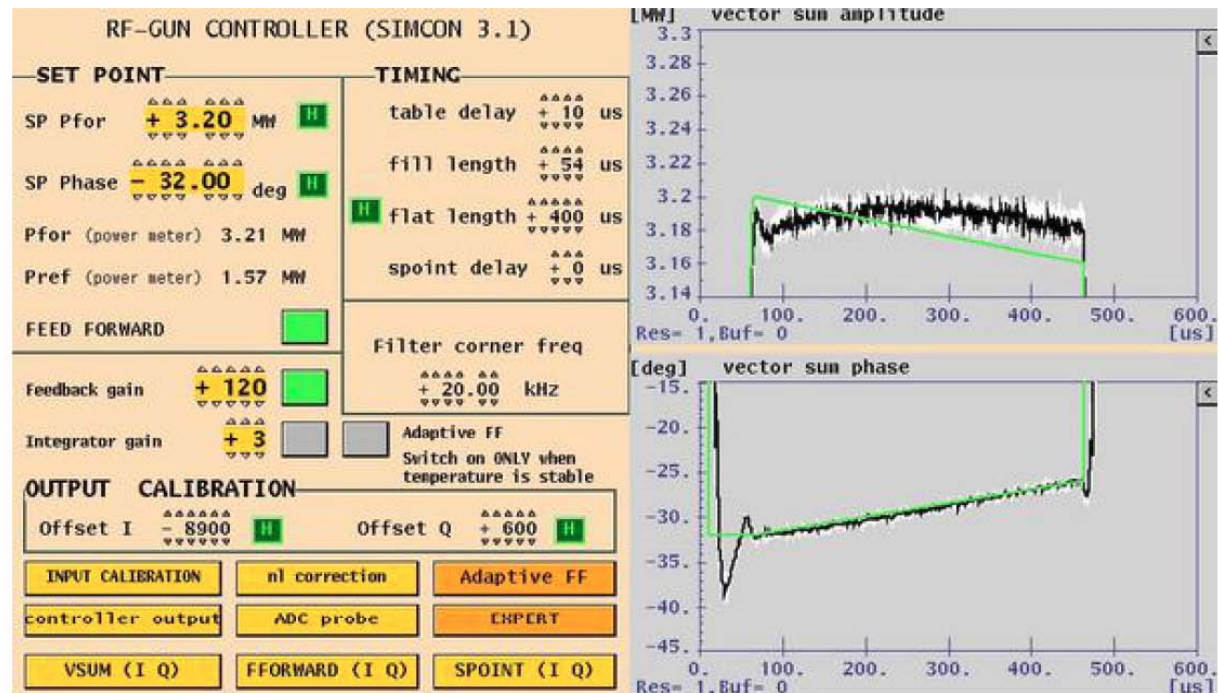 RF-GUN CONTROLLER (SIMCON 3.1)
SET POINT
SP Pfor + 3.20 MW H
SP Phase - 32.00 deg H
Pfor (power meter) 3.21 MW
Pref (power meter) 1.57 MW
FEED FORWARD
Feedback gain + 120
Integrator gain + 3
TIMING
table delay + 10 us
fill length + 54 us
H flat length + 400 us
spoint delay + 0 us
Filter corner freq
+ 20.00 kHz
Adaptive FF
Switch on ONLY when
temperature is stable
OUTPUT CALIBRATION
Offset I - 8900 H Offset Q + 600 H
INPUT CALIBRATION nl correction Adaptive FF
controller output ADC probe EXPERT
VSUM (I Q) FFORWARD (I Q) SPOINT (I Q)
[MW] vector sum amplitude
3.3
<
3.28
3.26
3.24
3.22
3.2
3.18
3.16
3.14
0. 100. 200. 300. 400. 500. 600.
Res= 1,Buf= 0 [us]
[deg] vector sum phase
-15.
<
-20.
-25.
-30.
-35.
-40.
-45.
0. 100. 200. 300. 400. 500. 600.
Res= 1,Buf= 0 [us]